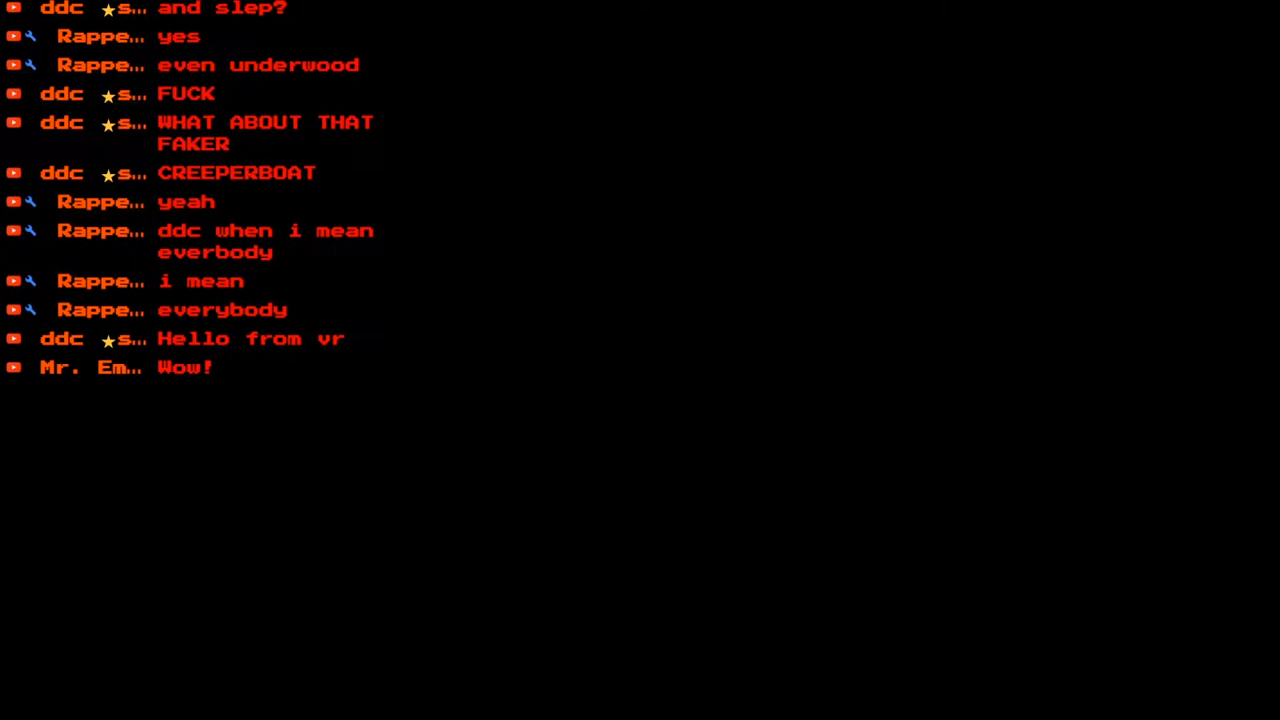 ddc ★s... and slep?
Rappe... yes
Rappe... even underwood
ddc ★s... FUCK
ddc ★s... WHAT ABOUT THAT
FAKER
ddc ★s... CREEPERBOAT
Rappe... yeah
Rappe... ddc when i mean
everbody
Rappe... i mean
Rappe... everybody
ddc ★s... Hello from vr
Mr. Em... Wow!